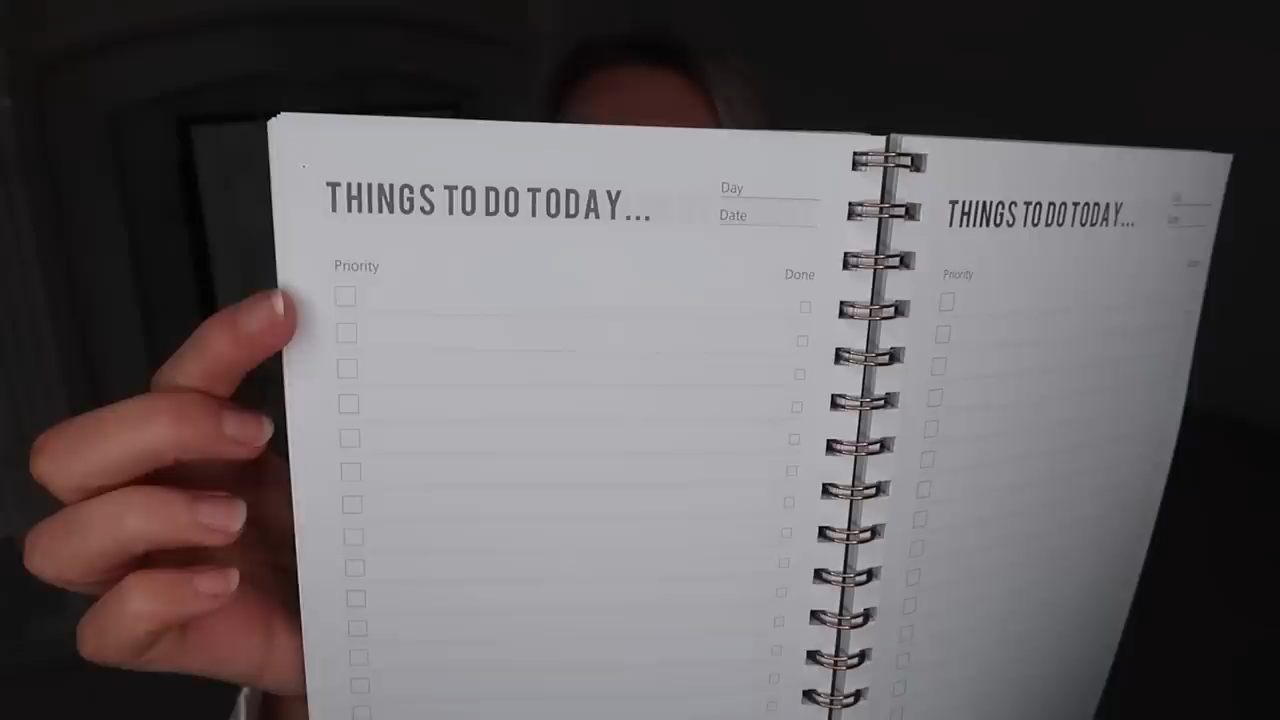 THINGS TO DO TODAY...
Day
Date
Priority
Done
THINGS TO DO TODAY...
Priority